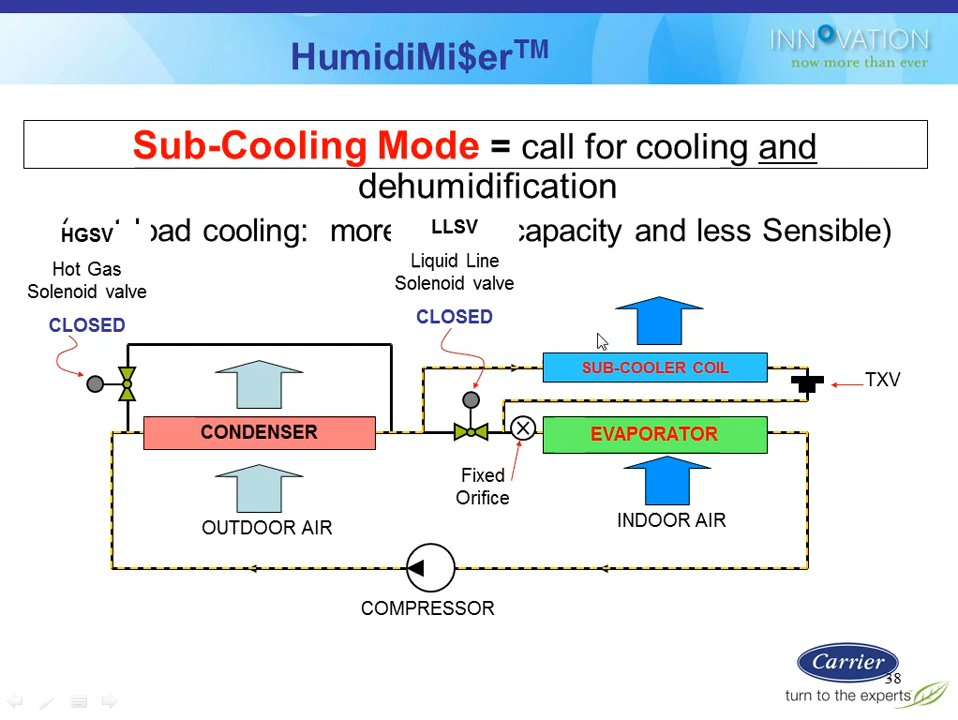 HumidiMi$er™
INNOVATION
now more than ever
Sub-Cooling Mode = call for cooling and
dehumidification
oad cooling: more capacity and less Sensible)
HGSV
Hot Gas
Solenoid valve
CLOSED
LLSV
Liquid Line
Solenoid valve
CLOSED
SUB-COOLER COIL
TXV
CONDENSER
EVAPORATOR
Fixed
Orifice
OUTDOOR AIR
INDOOR AIR
COMPRESSOR
Carrier
38
turn to the experts